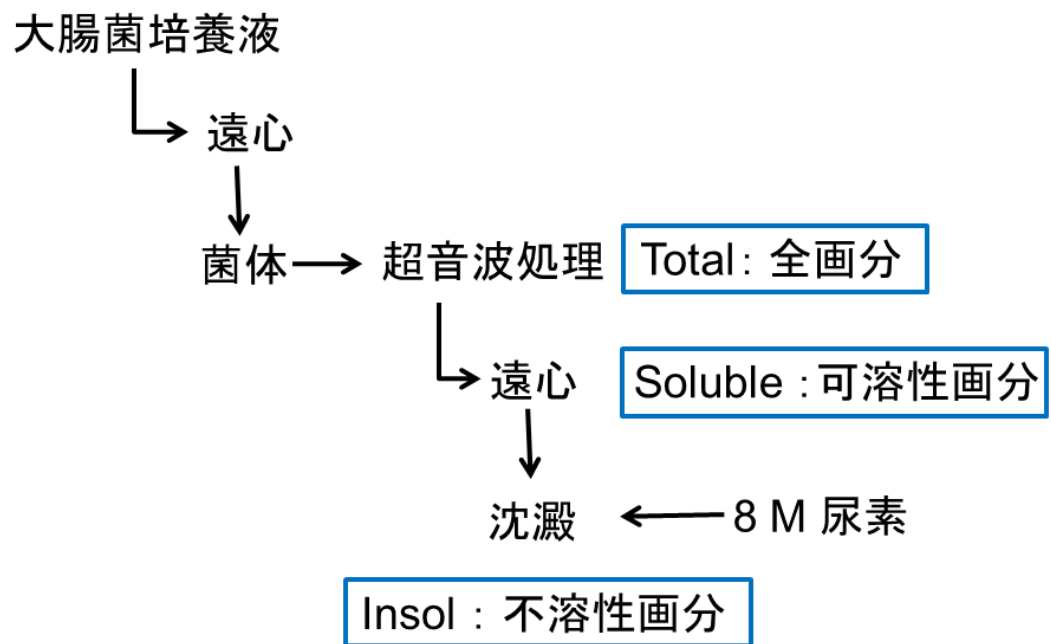 大腸菌培養液
遠心
菌体
超音波処理
Total：全画分
遠心
Soluble：可溶性画分
沈澱
8 M 尿素
Insol：不溶性画分